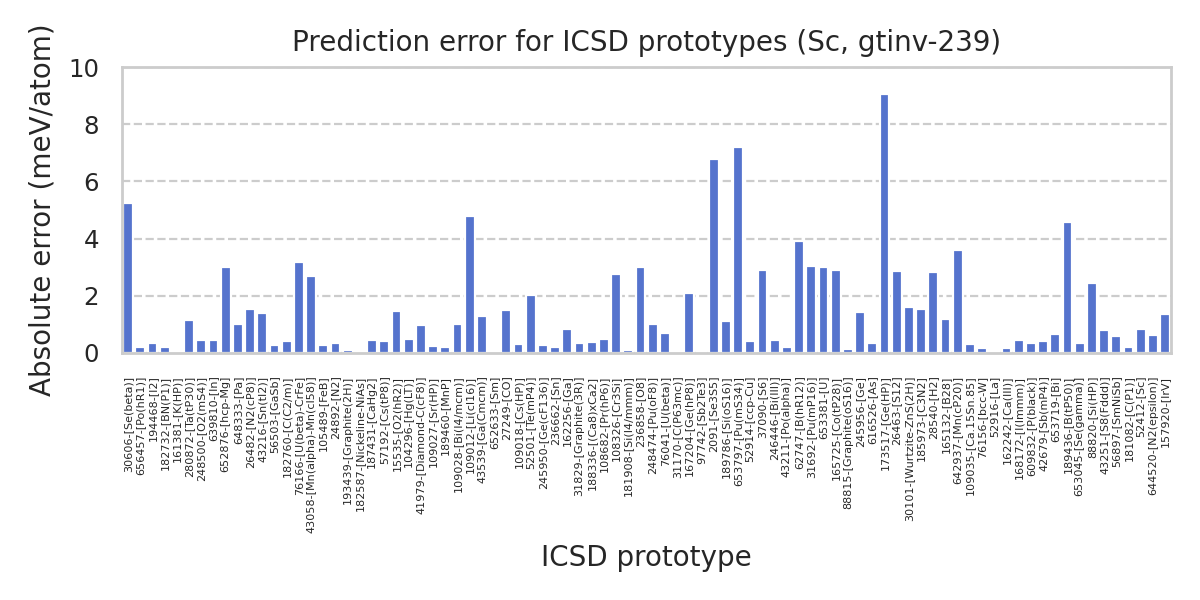 Prediction error for ICSD prototypes (Sc, gtinv-239)
Absolute error (meV/atom)
10
8
6
4
2
0
30606-[Se(beta)]
656457-[Po(hR1)]
194468-[I2]
182732-[BN(P1)]
16381-[K(HP)]
280872-[Ta(tP30)]
248500-[O2(mS4)]
639810-[In]
652876-[hcp-Mg]
648333-[Pa]
26482-[N2(cP8)]
43216-[Sn(tI2)]
56503-[GaSb]
182760-[C(C2/m)]
76166-[U(beta)-CrFe]
43058-[Mn(alpha)-Mn(cI58)]
105489-[FeB]
24892-[N2]
193439-[Graphite(2H)]
182587-[Nickeline-NiAs]
187431-[CaHg2]
57192-[Cs(tP8)]
15535-[O2(hR2)]
104296-[Hg(LT)]
41979-[Diamond-C(cF8)]
109027-[Sr(HP)]
189460-[MnP]
109028-[Bi(I4/mcm)]
109012-[Li(cI16)]
43539-[Ga(Cmcm)]
652633-[Sm]
27249-[CO]
109018-[Cs(HP)]
52501-[Te(mP4)]
245950-[Ge(cF136)]
236662-[Sn]
162256-[Ga]
31829-[Graphite(3R)]
188336-[(Ca8)xCa2]
108682-[Pr(hP6)]
108326-[Cr3Si]
181908-[Si(I4/mmm)]
236858-[O8]
248474-[Pu(oF8)]
76041-[U(beta)]
31170-[C(P63mc)]
167204-[Ge(hP8)]
97742-[Sb2Te3]
2091-[Se3S5]
189786-[Si(oS16)]
653797-[Pu(mS34)]
52914-[ccp-Cu]
37090-[S6]
246446-[Bi(III)]
43211-[Po(alpha)]
62747-[B(hR12)]
31692-[Pu(mP16)]
653381-[U]
165725-[Co(tP28)]
88815-[Graphite(oS16)]
245956-[Ge]
616526-[As]
173517-[Ge(HP)]
26463-[S12]
30101-[Wurtzite-ZnS(2H)]
185973-[C3N2]
28540-[H2]
165132-[B28]
642937-[Mn(cP20)]
109035-[Ca.15Sn.85]
76156-[bcc-W]
52916-[La]
162242-[Ca(III)]
168172-[I(Immm)]
609832-[P(black)]
42679-[Sb(mP4)]
653719-[Bi]
189436-[B(tP50)]
653045-[Se(gamma)]
88820-[Si(HP)]
43251-[S8(Fddd)]
56897-[SmNiSb]
181082-[C(P1)]
52412-[Sc]
644520-[N2(epsilon)]
157920-[IrV]
ICSD prototype